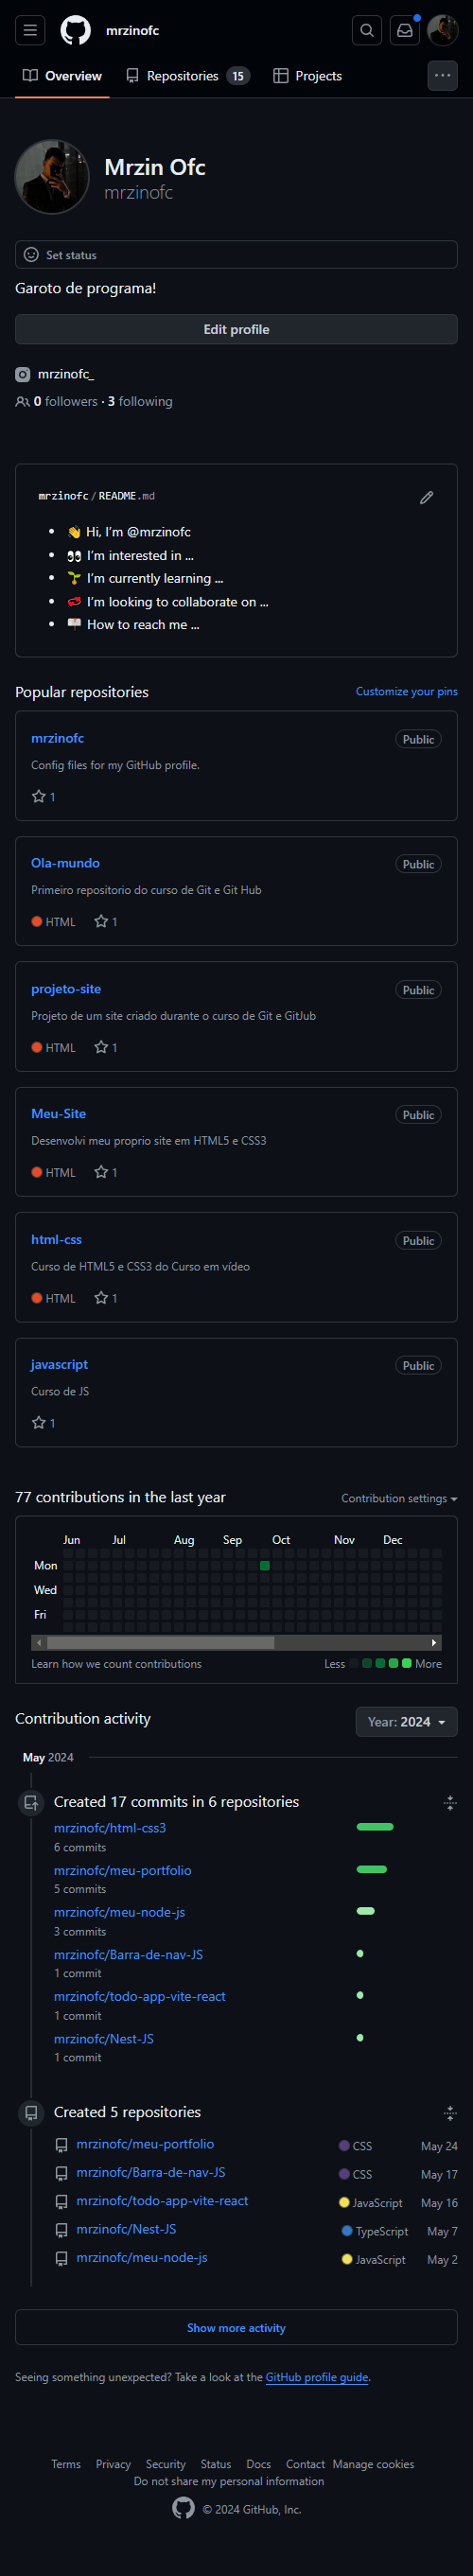 mrzinofc
Overview Repositories 15 Projects
Mrzin Ofc
mrzinofc
Set status
Garoto de programa!
Edit profile
mrzinofc_
0 followers · 3 following
mrzinofc/README.md
👋 Hi, I’m @mrzinofc
👀 I’m interested in ...
🌱 I’m currently learning ...
💞️ I’m looking to collaborate on ...
📫 How to reach me ...
Popular repositories Customize your pins
mrzinofc Public
Config files for my GitHub profile.
1
Ola-mundo Public
Primeiro repositorio do curso de Git e Git Hub
HTML 1
projeto-site Public
Projeto de um site criado durante o curso de Git e GitJub
HTML 1
Meu-Site Public
Desenvolvi meu proprio site em HTML5 e CSS3
HTML 1
html-css Public
Curso de HTML5 e CSS3 do Curso em vídeo
HTML 1
javascript Public
Curso de JS
1
77 contributions in the last year Contribution settings
Jun Jul Aug Sep Oct Nov Dec
Mon
Wed
Fri
Learn how we count contributions Less More
Contribution activity Year: 2024
May 2024
Created 17 commits in 6 repositories
mrzinofc/html-css3
6 commits
mrzinofc/meu-portfolio
5 commits
mrzinofc/meu-node-js
3 commits
mrzinofc/Barra-de-nav-JS
1 commit
mrzinofc/todo-app-vite-react
1 commit
mrzinofc/Nest-JS
1 commit
Created 5 repositories
mrzinofc/meu-portfolio CSS May 24
mrzinofc/Barra-de-nav-JS CSS May 17
mrzinofc/todo-app-vite-react JavaScript May 16
mrzinofc/Nest-JS TypeScript May 7
mrzinofc/meu-node-js JavaScript May 2
Show more activity
Seeing something unexpected? Take a look at the GitHub profile guide.
Terms Privacy Security Status Docs Contact Manage cookies
Do not share my personal information
© 2024 GitHub, Inc.